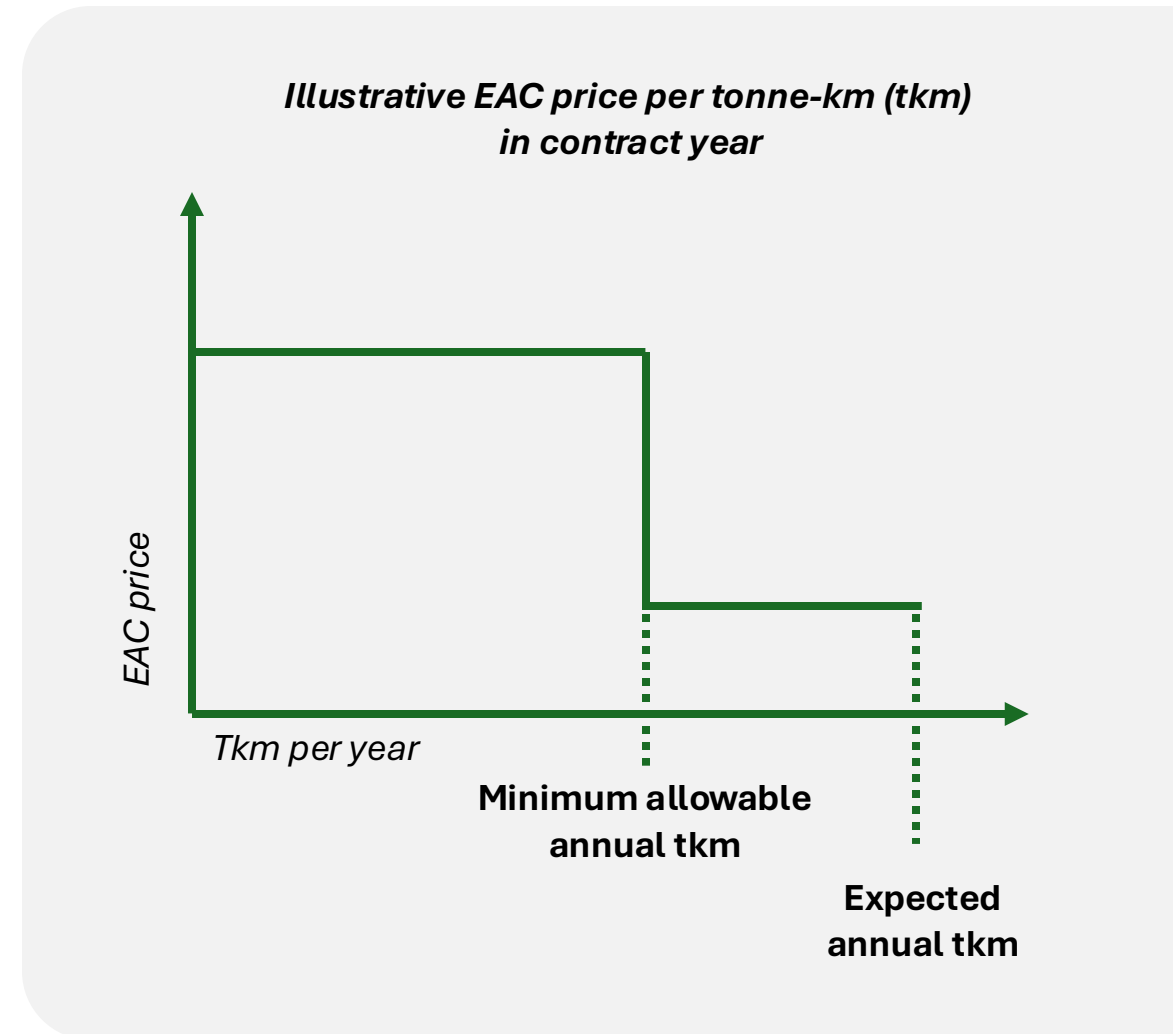 Illustrative EAC price per tonne-km (tkm)
in contract year
EAC price
Tkm per year
Minimum allowable
annual tkm
Expected
annual tkm